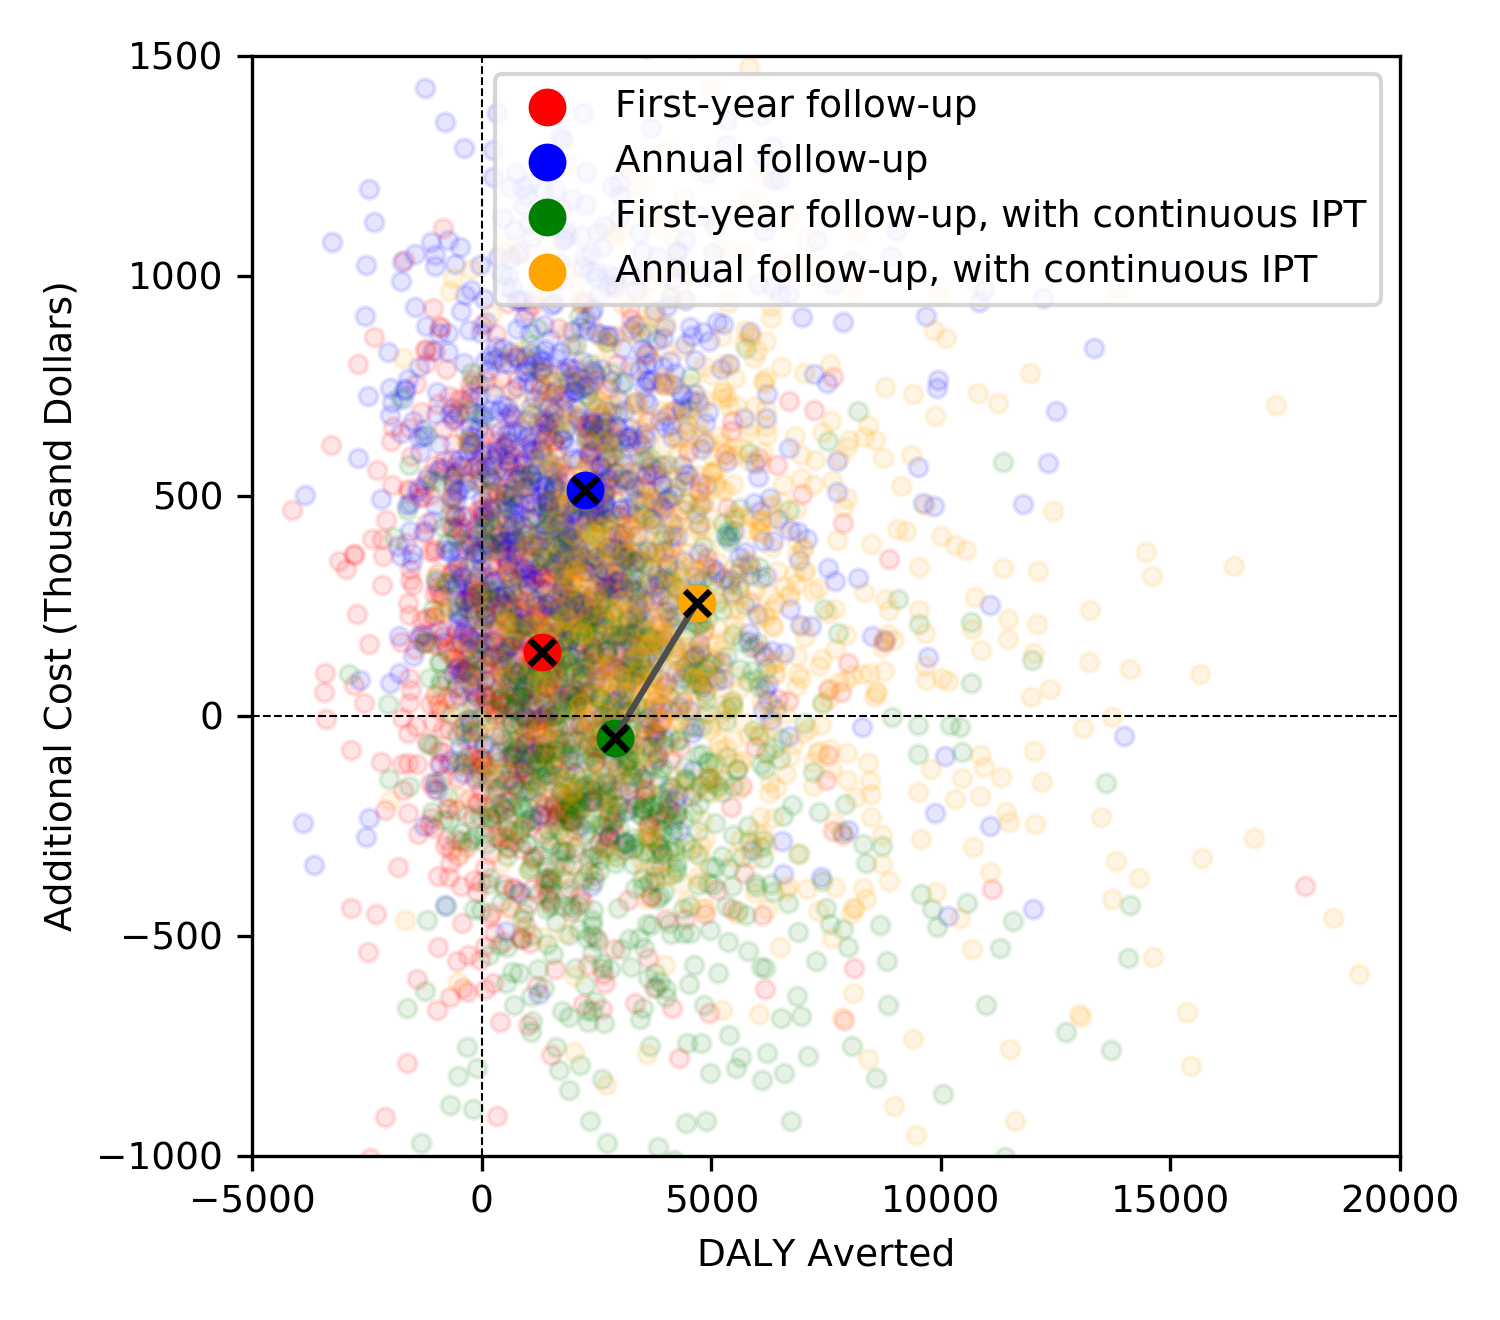 1500
1000
500
0
−500
−1000
Additional Cost (Thousand Dollars)
First-year follow-up
Annual follow-up
First-year follow-up, with continuous IPT
Annual follow-up, with continuous IPT
−5000 0 5000 10000 15000 20000
DALY Averted